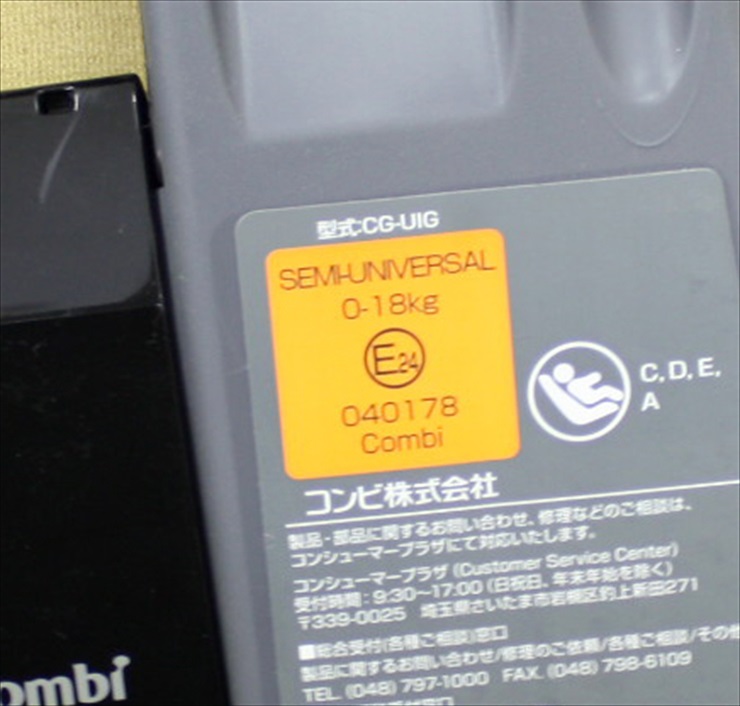 型式:CG-UIG
SEMI-UNIVERSAL
0-18kg
E24
040178
Combi
C, D, E,
A
コンビ株式会社
製品・部品に関するお問い合わせ、修理などのご相談は、
コンシューマープラザにて対応いたします。
コンシューマープラザ (Customer Service Center)
受付時間：9:30〜17:00 (日祝日、年末年始を除く)
〒339-0025 埼玉県さいたま市岩槻区釣上新田271
■総合受付(各種ご相談)窓口
製品に関するお問い合わせ/修理のご依頼/各種ご相談/その他
TEL. (048) 797-1000 FAX. (048) 798-6109
ombi